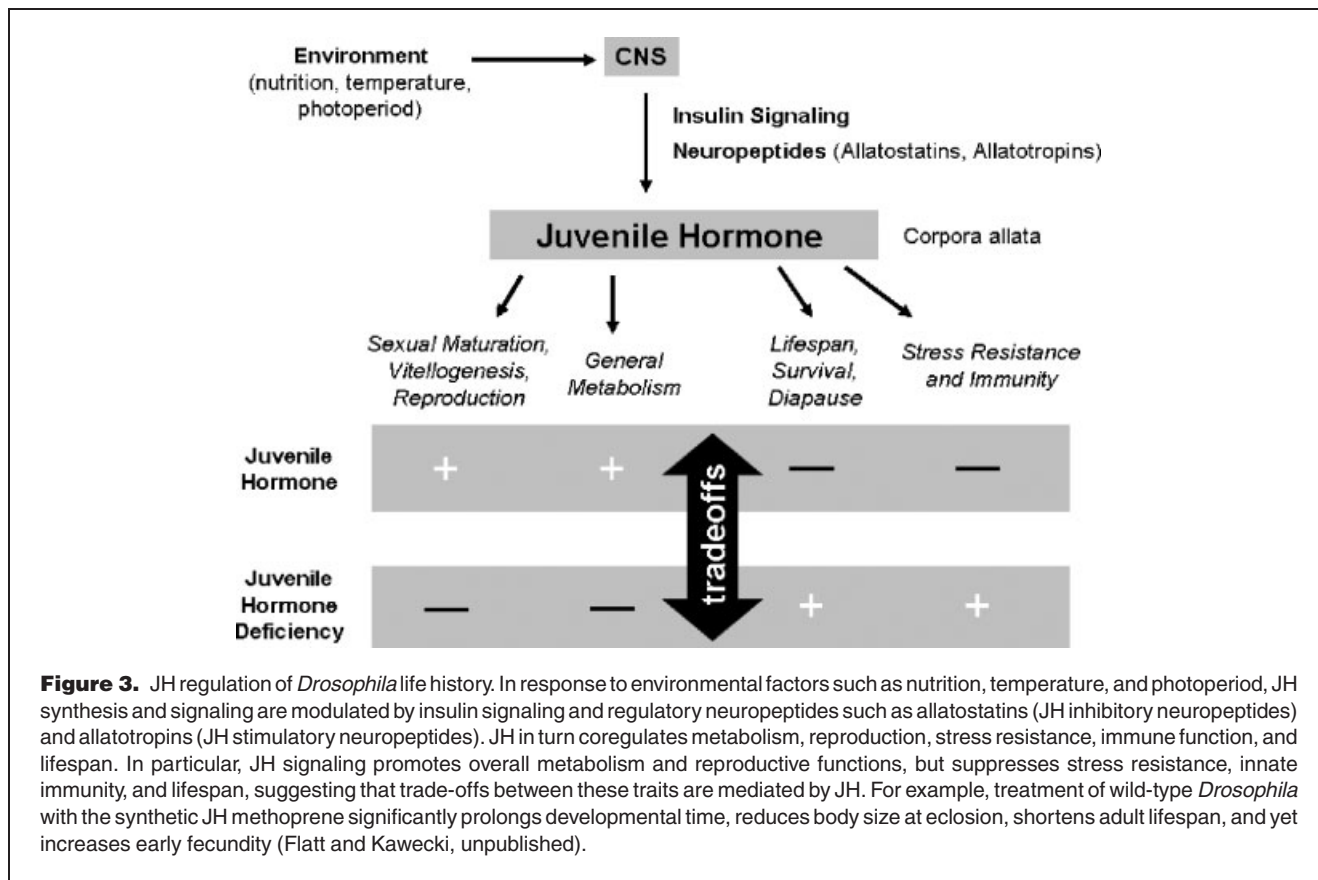 Environment
(nutrition, temperature,
photoperiod)
CNS
Insulin Signaling
Neuropeptides (Allatostatins, Allatotropins)
Juvenile Hormone
Corpora allata
Sexual Maturation,
Vitellogenesis,
Reproduction
General
Metabolism
Lifespan,
Survival,
Diapause
Stress Resistance
and Immunity
Juvenile
Hormone
+ + — —
tradeoffs
Juvenile
Hormone
Deficiency
— — + +
Figure 3. JH regulation of Drosophila life history. In response to environmental factors such as nutrition, temperature, and photoperiod, JH
synthesis and signaling are modulated by insulin signaling and regulatory neuropeptides such as allatostatins (JH inhibitory neuropeptides)
and allatotropins (JH stimulatory neuropeptides). JH in turn coregulates metabolism, reproduction, stress resistance, immune function, and
lifespan. In particular, JH signaling promotes overall metabolism and reproductive functions, but suppresses stress resistance, innate
immunity, and lifespan, suggesting that trade-offs between these traits are mediated by JH. For example, treatment of wild-type Drosophila
with the synthetic JH methoprene significantly prolongs developmental time, reduces body size at eclosion, shortens adult lifespan, and yet
increases early fecundity (Flatt and Kawecki, unpublished).